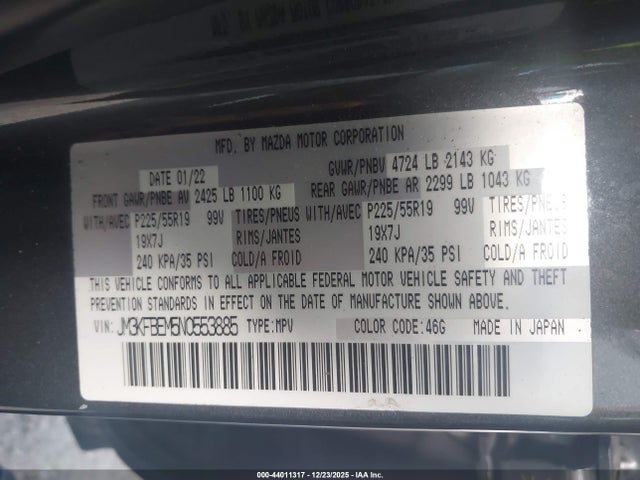 MFD. BY MAZDA MOTOR CORPORATION
DATE 01/22 GVWR/PNBV 4724 LB 2143 KG
FRONT GAWR/PNBE AV 2425 LB 1100 KG REAR GAWR/PNBE AR 2299 LB 1043 KG
WITH/AVEC P225/55R19 99V TIRES/PNEUS WITH/AVEC P225/55R19 99V TIRES/PNEUS
19X7J RIMS/JANTES 19X7J RIMS/JANTES
240 KPA/35 PSI COLD/A FROID 240 KPA/35 PSI COLD/A FROID
THIS VEHICLE CONFORMS TO ALL APPLICABLE FEDERAL MOTOR VEHICLE SAFETY AND THEFT
PREVENTION STANDARDS IN EFFECT ON THE DATE OF MANUFACTURE SHOWN ABOVE.
VIN: JM3KFBEM5N0553885 TYPE:MPV COLOR CODE:46G MADE IN JAPAN
000-44011317 - 12/23/2025 - IAA Inc.